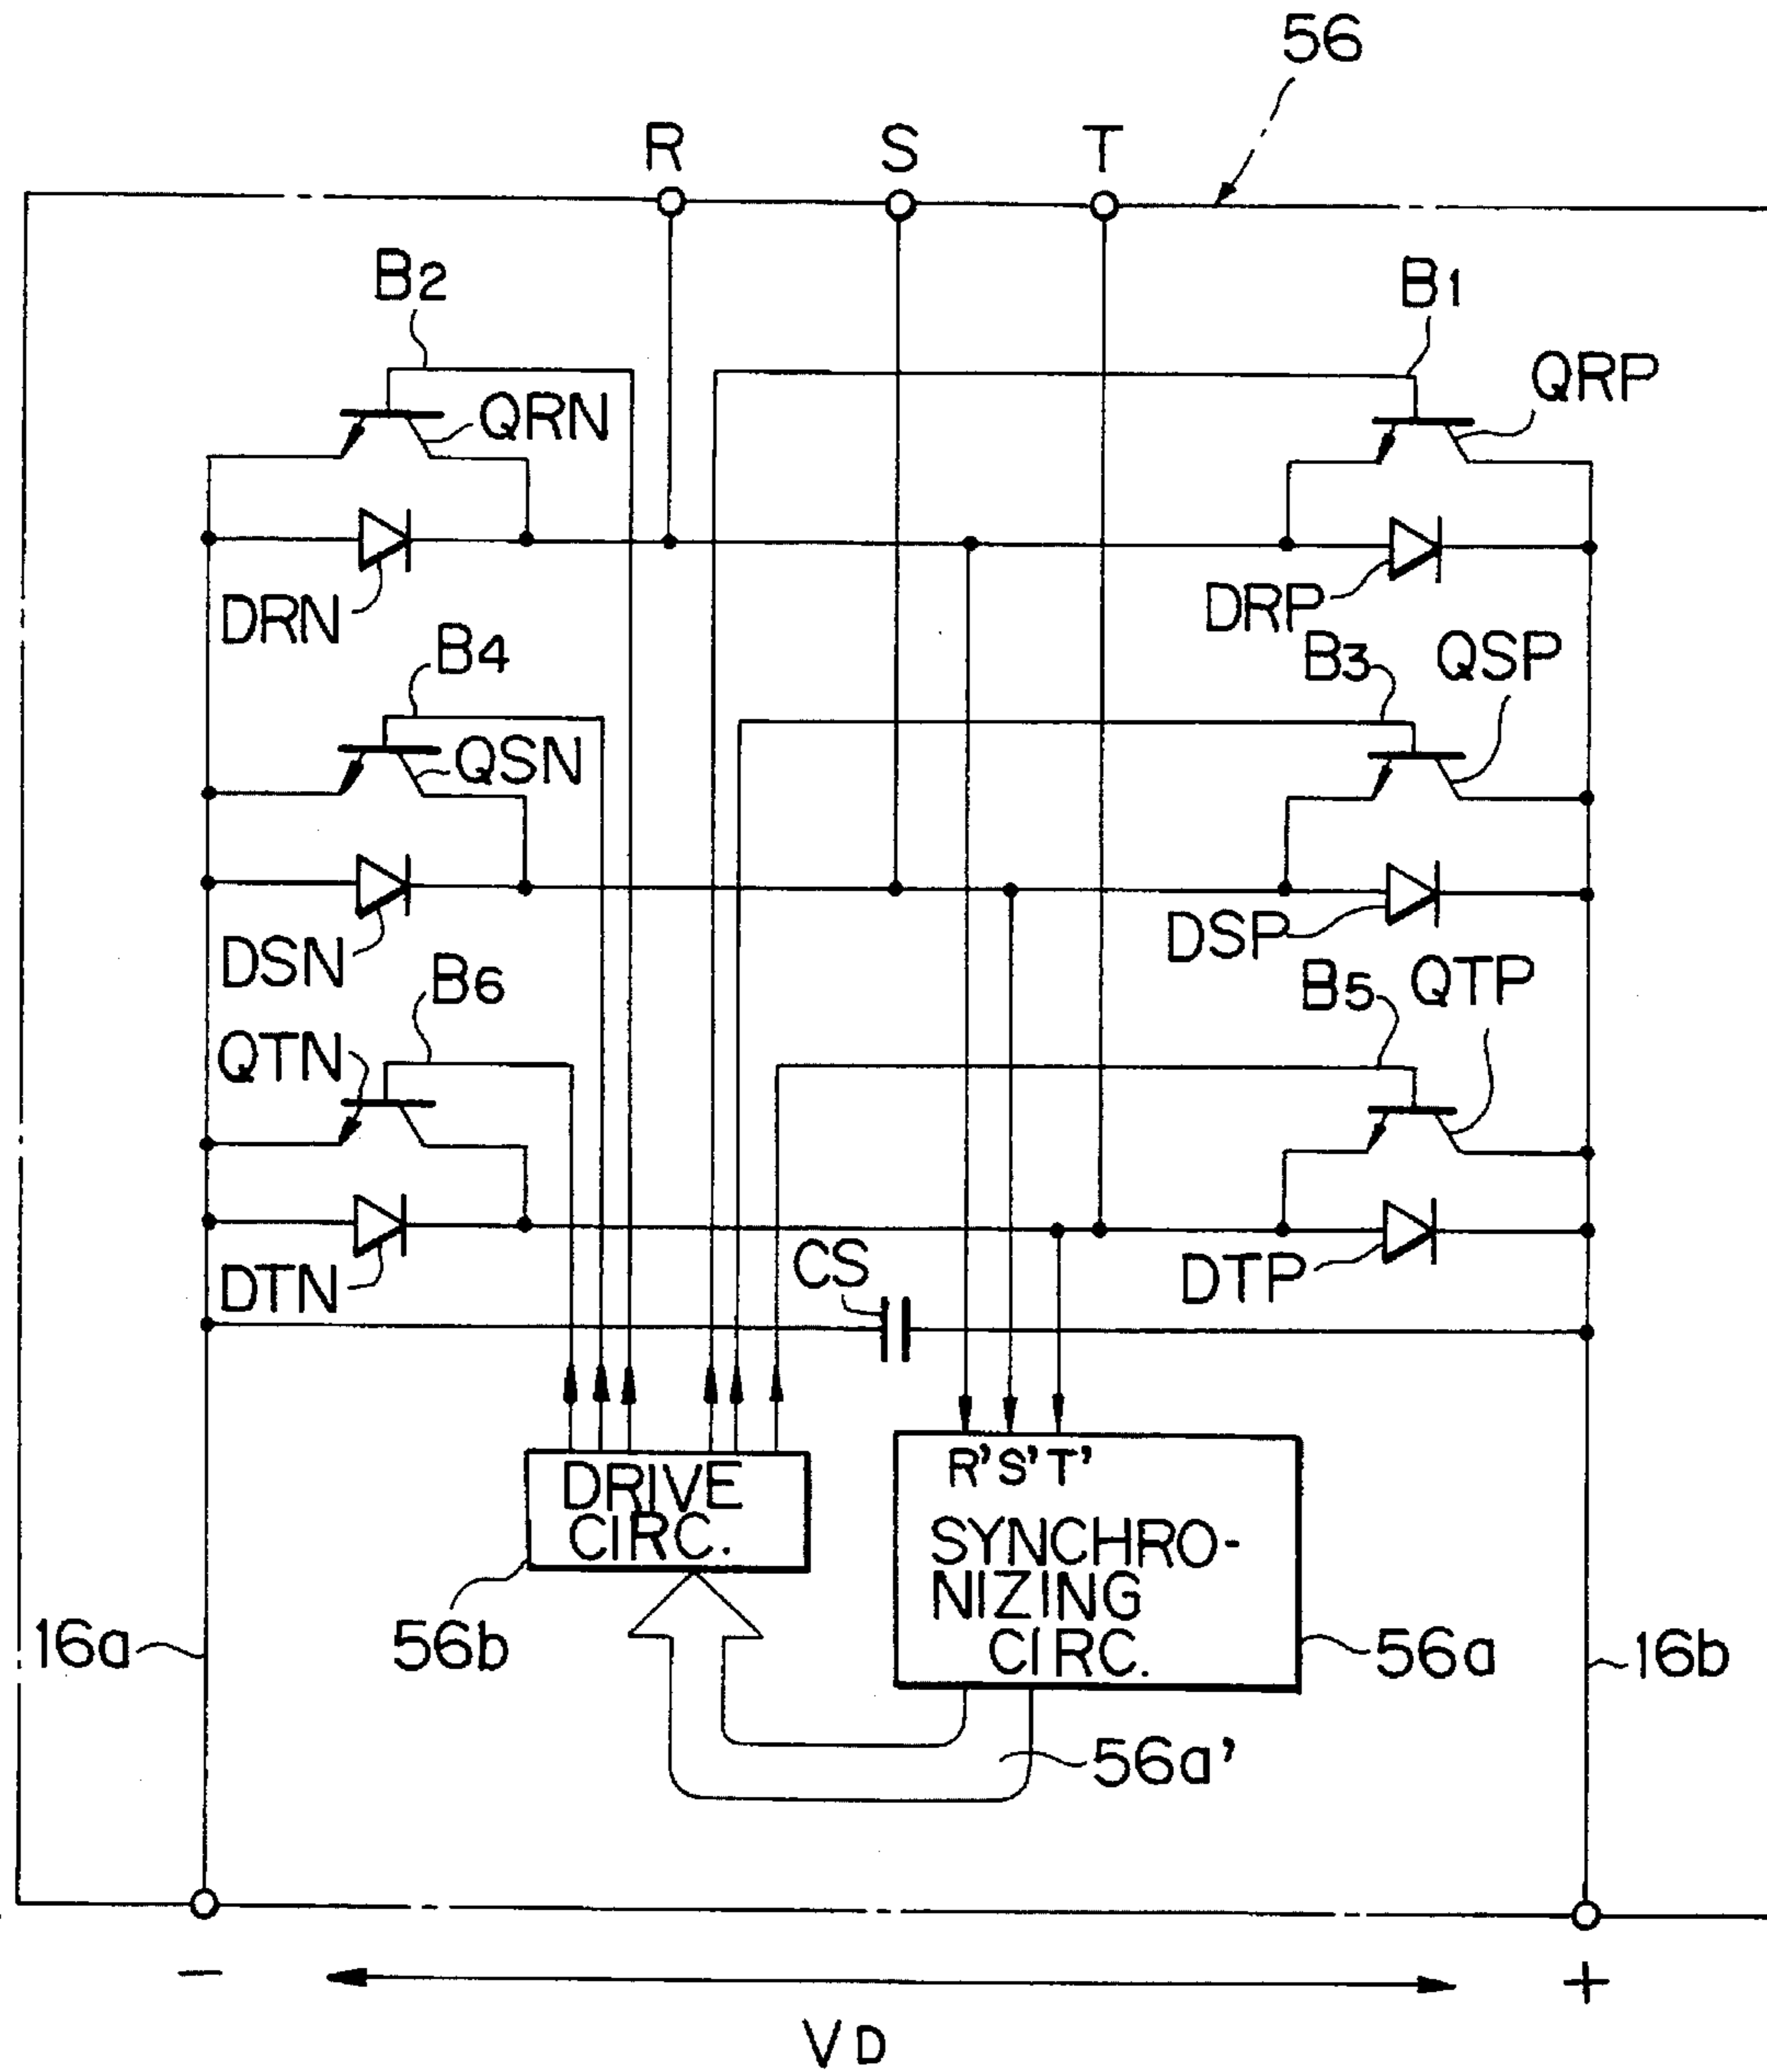 56
R S T
B2
B1
QRN
QRP
DRN
DRP
B4
B3
QSN
QSP
DSN
DSP
B6
B5
QTN
QTP
DTN
DTP
CS
DRIVE
CIRC.
R' S' T'
SYNCHRO-
NIZING
CIRC.
16a
56b
56a
16b
56a'
− +
VD